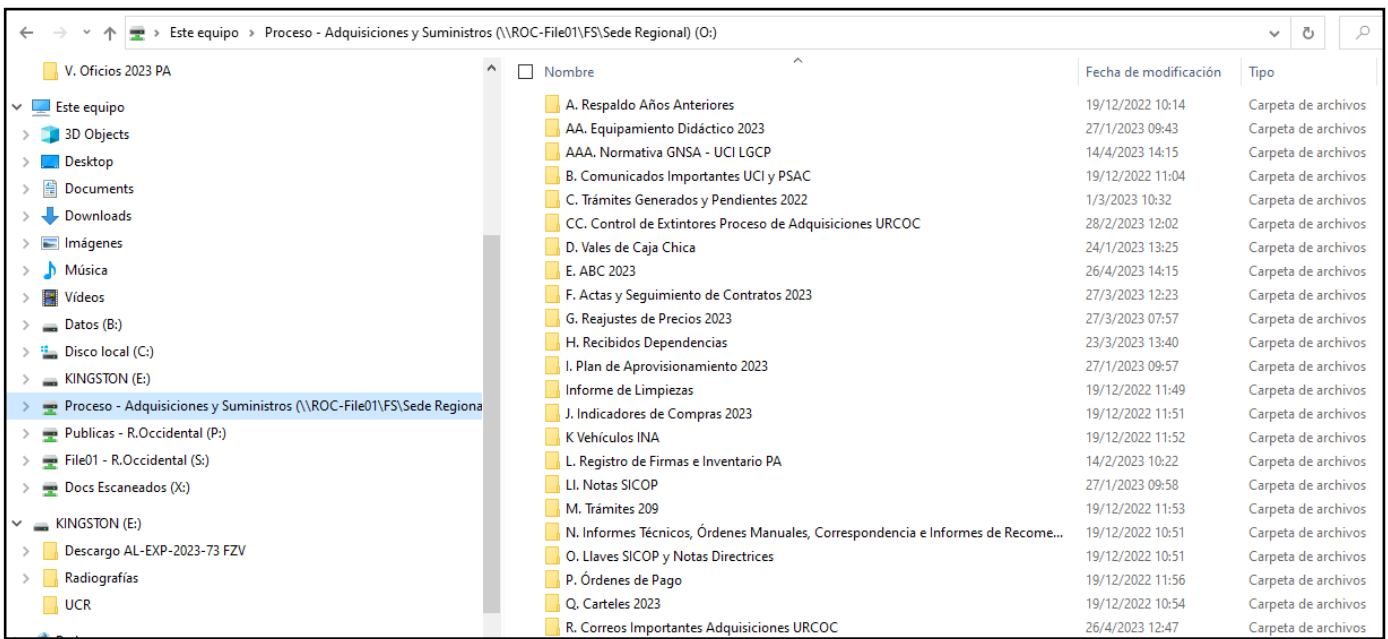 Este equipo > Proceso - Adquisiciones y Suministros (\\ROC-File01\FS\Sede Regional) (O:)
V. Oficios 2023 PA
Este equipo
3D Objects
Desktop
Documents
Downloads
Imágenes
Música
Vídeos
Datos (B:)
Disco local (C:)
KINGSTON (E:)
Proceso - Adquisiciones y Suministros (\\ROC-File01\FS\Sede Regiona
Publicas - R.Occidental (P:)
File01 - R.Occidental (S:)
Docs Escaneados (X:)
KINGSTON (E:)
Descargo AL-EXP-2023-73 FZV
Radiografías
UCR
Nombre Fecha de modificación Tipo
A. Respaldo Años Anteriores 19/12/2022 10:14 Carpeta de archivos
AA. Equipamiento Didáctico 2023 27/1/2023 09:43 Carpeta de archivos
AAA. Normativa GNSA - UCI LGCP 14/4/2023 14:15 Carpeta de archivos
B. Comunicados Importantes UCI y PSAC 19/12/2022 11:04 Carpeta de archivos
C. Trámites Generados y Pendientes 2022 1/3/2023 10:32 Carpeta de archivos
CC. Control de Extintores Proceso de Adquisiciones URCOC 28/2/2023 12:02 Carpeta de archivos
D. Vales de Caja Chica 24/1/2023 13:25 Carpeta de archivos
E. ABC 2023 26/4/2023 14:15 Carpeta de archivos
F. Actas y Seguimiento de Contratos 2023 27/3/2023 12:23 Carpeta de archivos
G. Reajustes de Precios 2023 27/3/2023 07:57 Carpeta de archivos
H. Recibidos Dependencias 23/3/2023 13:40 Carpeta de archivos
I. Plan de Aprovisionamiento 2023 27/1/2023 09:57 Carpeta de archivos
Informe de Limpiezas 19/12/2022 11:49 Carpeta de archivos
J. Indicadores de Compras 2023 19/12/2022 11:51 Carpeta de archivos
K Vehículos INA 19/12/2022 11:52 Carpeta de archivos
L. Registro de Firmas e Inventario PA 14/2/2023 10:22 Carpeta de archivos
LI. Notas SICOP 27/1/2023 09:58 Carpeta de archivos
M. Trámites 209 19/12/2022 11:53 Carpeta de archivos
N. Informes Técnicos, Órdenes Manuales, Correspondencia e Informes de Recome... 19/12/2022 10:51 Carpeta de archivos
O. Llaves SICOP y Notas Directrices 19/12/2022 10:51 Carpeta de archivos
P. Órdenes de Pago 19/12/2022 11:56 Carpeta de archivos
Q. Carteles 2023 19/12/2022 10:54 Carpeta de archivos
R. Correos Importantes Adquisiciones URCOC 26/4/2023 12:47 Carpeta de archivos